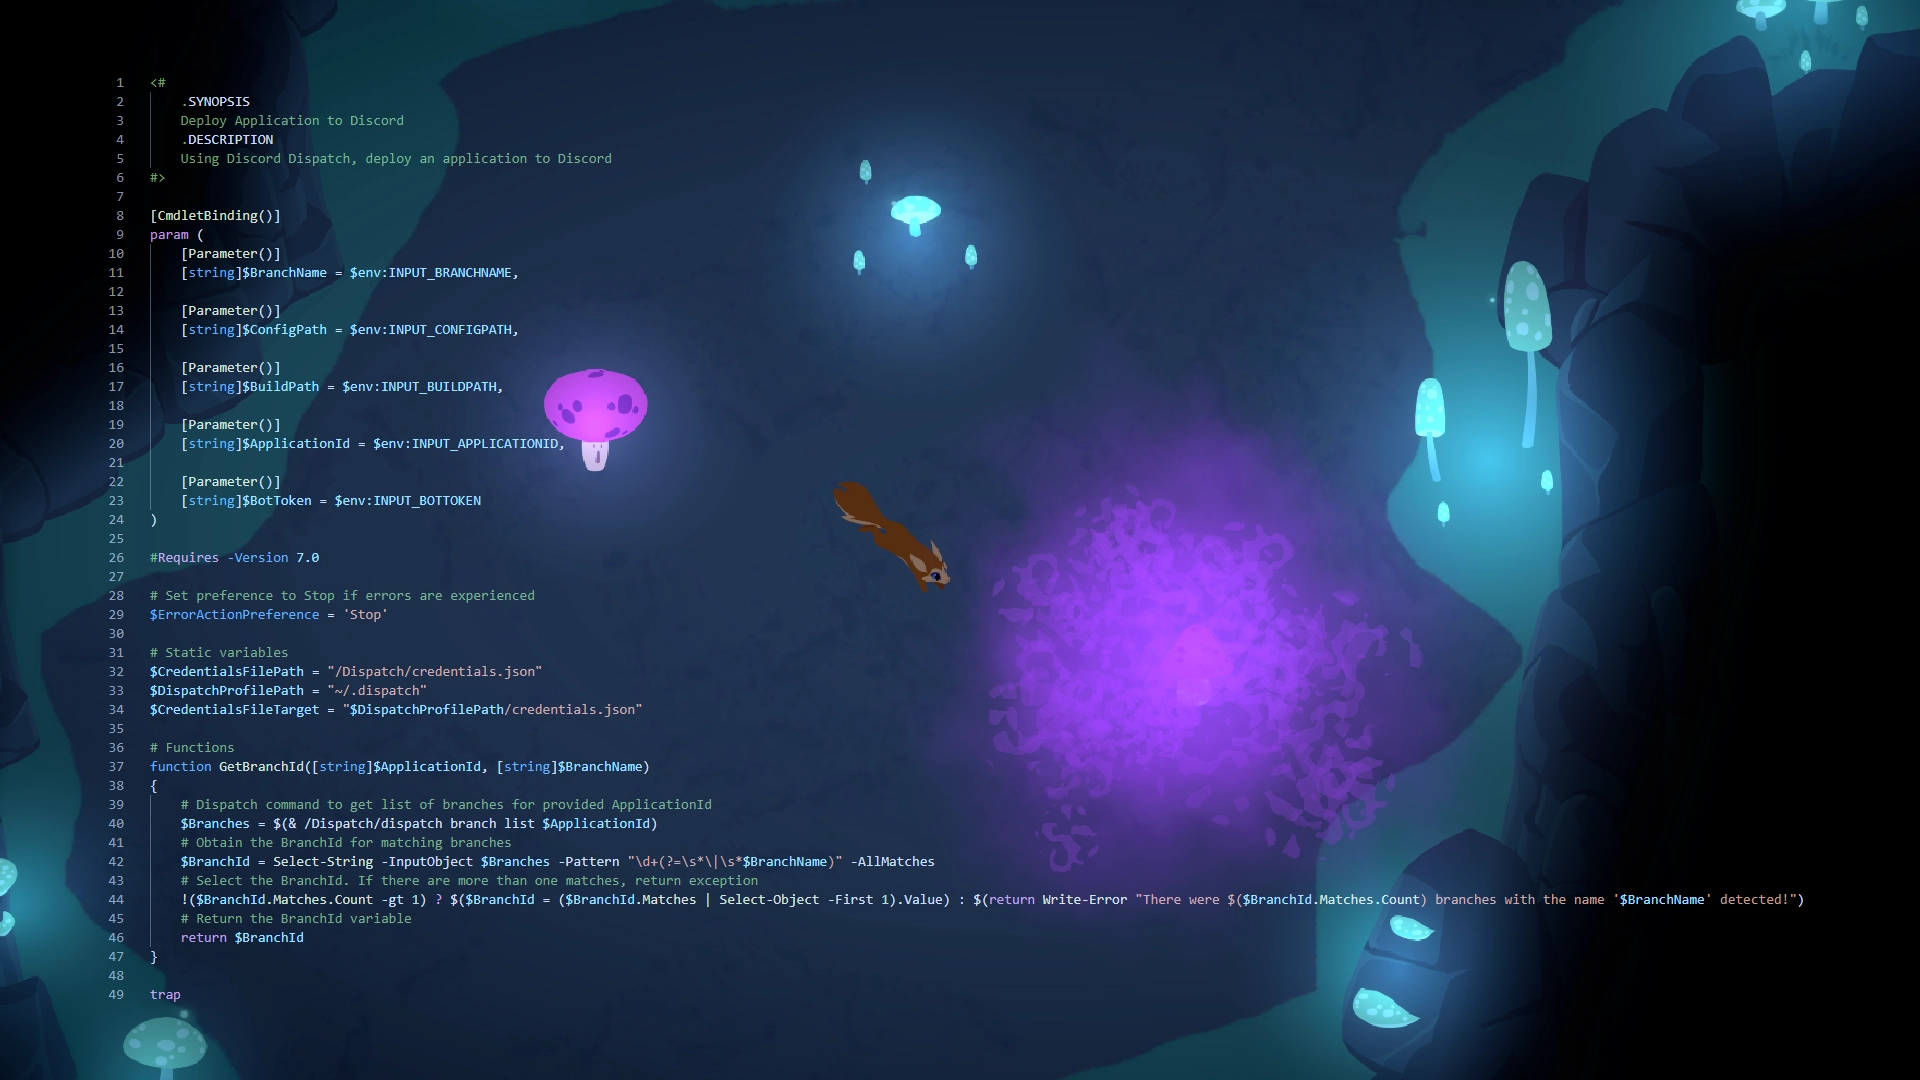 1 <#
2 .SYNOPSIS
3 Deploy Application to Discord
4 .DESCRIPTION
5 Using Discord Dispatch, deploy an application to Discord
6 #>
7
8 [CmdletBinding()]
9 param (
10 [Parameter()]
11 [string]$BranchName = $env:INPUT_BRANCHNAME,
12
13 [Parameter()]
14 [string]$ConfigPath = $env:INPUT_CONFIGPATH,
15
16 [Parameter()]
17 [string]$BuildPath = $env:INPUT_BUILDPATH,
18
19 [Parameter()]
20 [string]$ApplicationId = $env:INPUT_APPLICATIONID,
21
22 [Parameter()]
23 [string]$BotToken = $env:INPUT_BOTTOKEN
24 )
25
26 #Requires -Version 7.0
27
28 # Set preference to Stop if errors are experienced
29 $ErrorActionPreference = 'Stop'
30
31 # Static variables
32 $CredentialsFilePath = "/Dispatch/credentials.json"
33 $DispatchProfilePath = "~/.dispatch"
34 $CredentialsFileTarget = "$DispatchProfilePath/credentials.json"
35
36 # Functions
37 function GetBranchId([string]$ApplicationId, [string]$BranchName)
38 {
39 # Dispatch command to get list of branches for provided ApplicationId
40 $Branches = $(& /Dispatch/dispatch branch list $ApplicationId)
41 # Obtain the BranchId for matching branches
42 $BranchId = Select-String -InputObject $Branches -Pattern "\d+(?=\s*\|\s*$BranchName)" -AllMatches
43 # Select the BranchId. If there are more than one matches, return exception
44 !($BranchId.Matches.Count -gt 1) ? $($BranchId = ($BranchId.Matches | Select-Object -First 1).Value) : $(return Write-Error "There were $($BranchId.Matches.Count) branches with the name '$BranchName' detected!")
45 # Return the BranchId variable
46 return $BranchId
47 }
48
49 trap